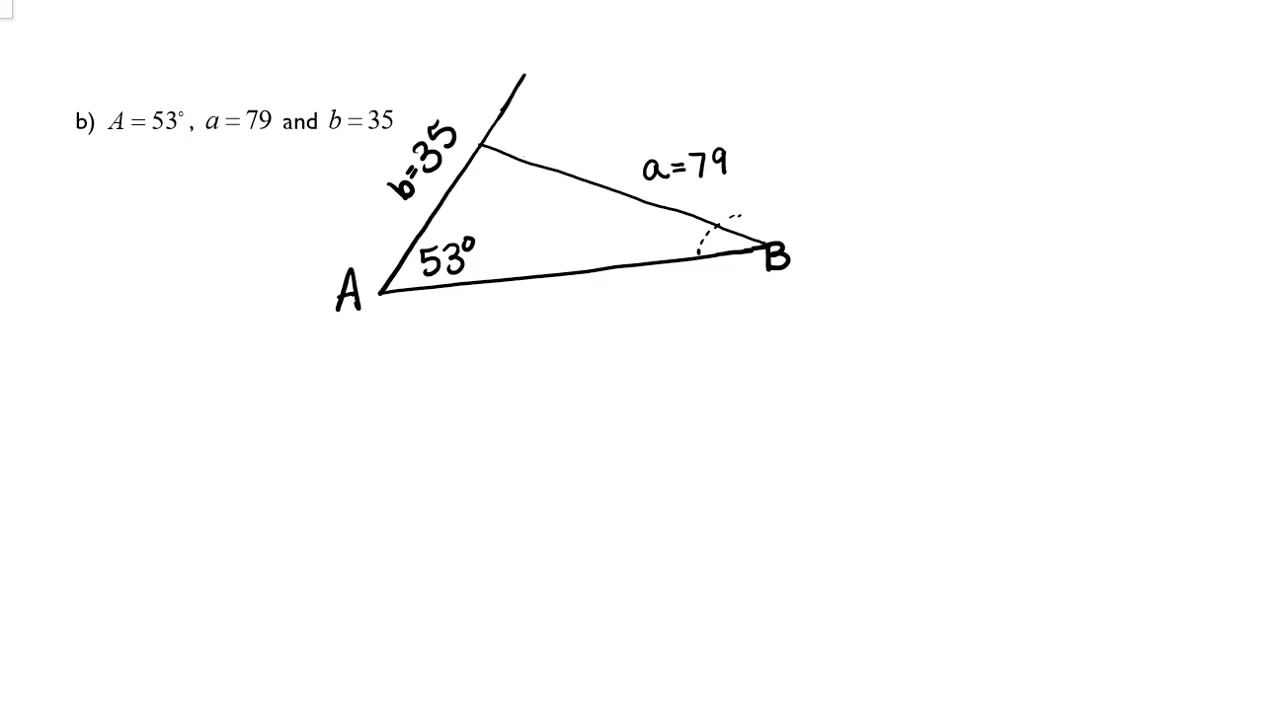 b) A = 53°, a = 79 and b = 35
b=35
a=79
53°
B
A